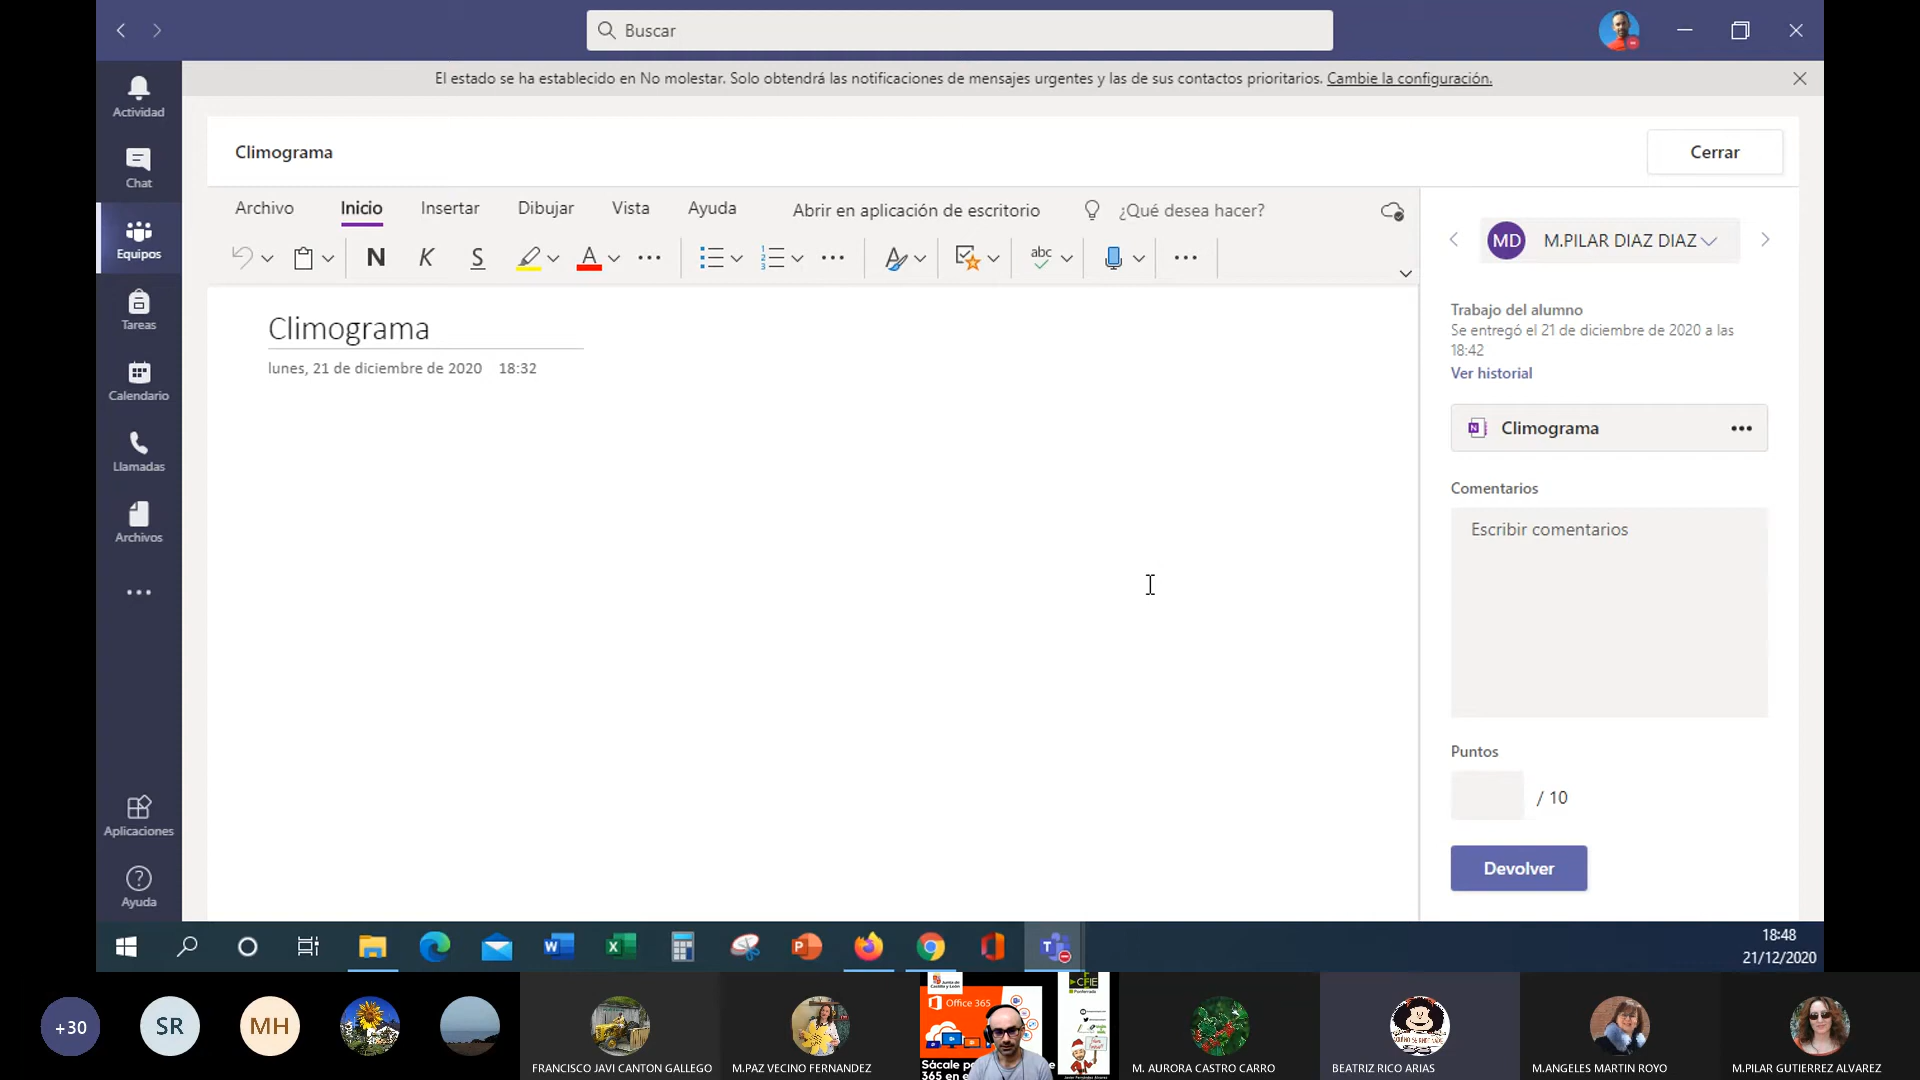 Buscar
El estado se ha establecido en No molestar. Solo obtendrá las notificaciones de mensajes urgentes y las de sus contactos prioritarios. Cambie la configuración.
Actividad
Chat
Equipos
Tareas
Calendario
Llamadas
Archivos
Aplicaciones
Ayuda
Climograma
Cerrar
Archivo Inicio Insertar Dibujar Vista Ayuda Abrir en aplicación de escritorio ¿Qué desea hacer?
N K S A abc
Climograma
lunes, 21 de diciembre de 2020 18:32
MD M.PILAR DIAZ DIAZ
Trabajo del alumno
Se entregó el 21 de diciembre de 2020 a las
18:42
Ver historial
N Climograma
Comentarios
Escribir comentarios
Puntos
/ 10
Devolver
18:48
21/12/2020
+30
SR
MH
FRANCISCO JAVI CANTON GALLEGO
M.PAZ VECINO FERNANDEZ
Junta de
Castilla y León
Office 365
CFIE
Ponferrada
M. AURORA CASTRO CARRO
BEATRIZ RICO ARIAS
M.ANGELES MARTIN ROYO
M.PILAR GUTIERREZ ALVAREZ